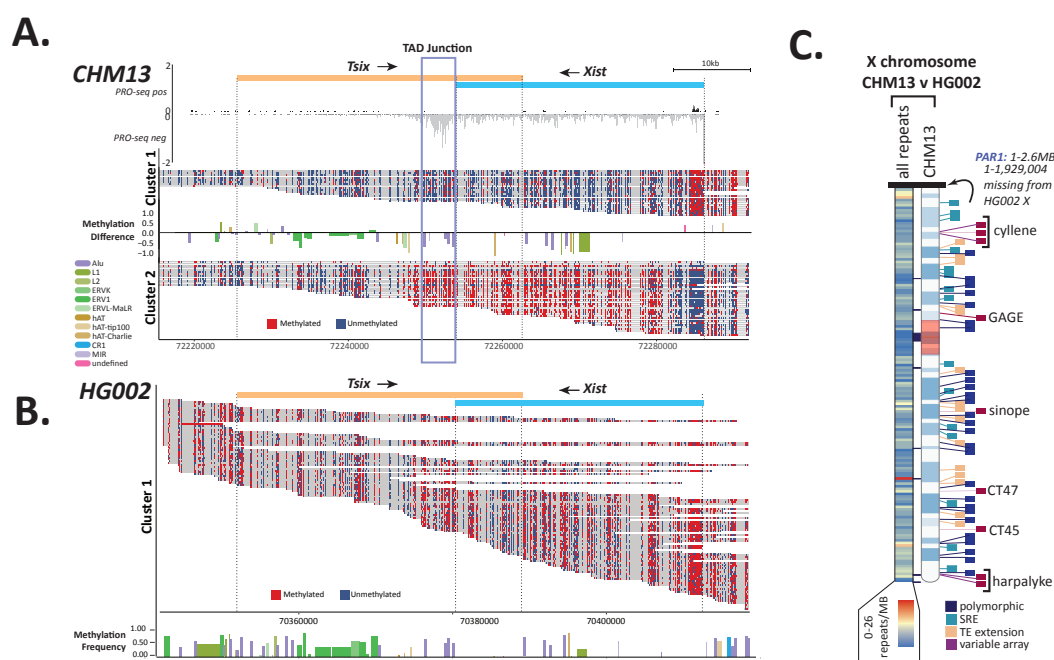 A.
CHM13
TAD Junction
Tsix →
← Xist
10kb
2
PRO-seq pos
0
0
PRO-seq neg
-2
Cluster 1
1.0
0.5
0.0
−0.5
−1.0
Methylation
Difference
Cluster 2
Alu
L1
L2
ERVK
ERV1
ERVL-MaLR
hAT
hAT-tip100
hAT-Charlie
CR1
MIR
undefined
Methylated
Unmethylated
72220000
72240000
72260000
72280000
B.
HG002
Tsix →
← Xist
Cluster 1
Methylated
Unmethylated
70360000
70380000
70400000
Methylation
Frequency
1.00
0.50
0.00
C.
X chromosome
CHM13 v HG002
all repeats
CHM13
PAR1: 1-2.6MB
1-1,929,004
missing from
HG002 X
cyllene
GAGE
sinope
CT47
CT45
harpalyke
0-26
repeats/MB
polymorphic
SRE
TE extension
variable array